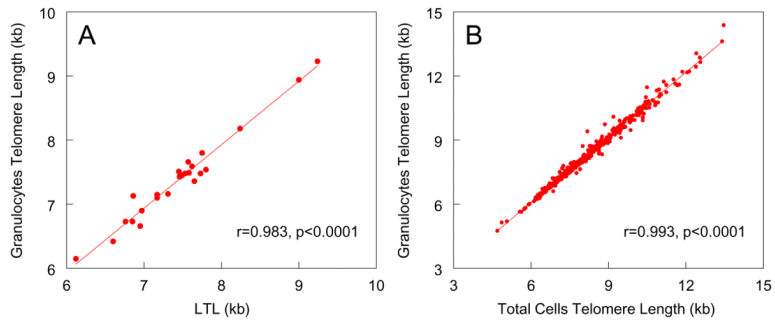 A
Granulocytes Telomere Length (kb)
10
9
8
7
6
r=0.983, p<0.0001
6 7 8 9 10
LTL (kb)
B
Granulocytes Telomere Length (kb)
15
12
9
6
3
r=0.993, p<0.0001
3 6 9 12 15
Total Cells Telomere Length (kb)